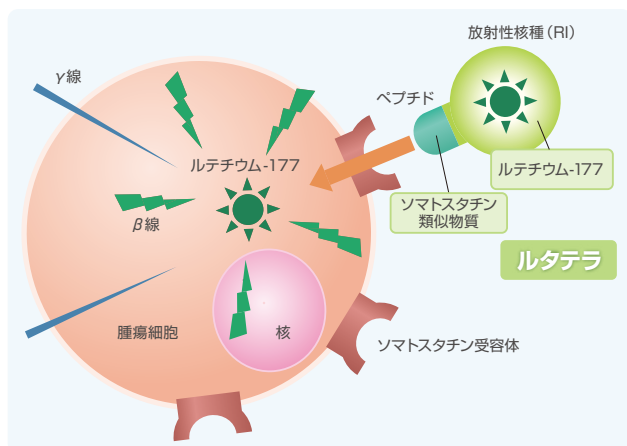 放射性核種（RI）
γ線
ペプチド
ルテチウム-177
ルテチウム-177
ソマトスタチン
類似物質
β線
ルタテラ
腫瘍細胞
核
ソマトスタチン受容体